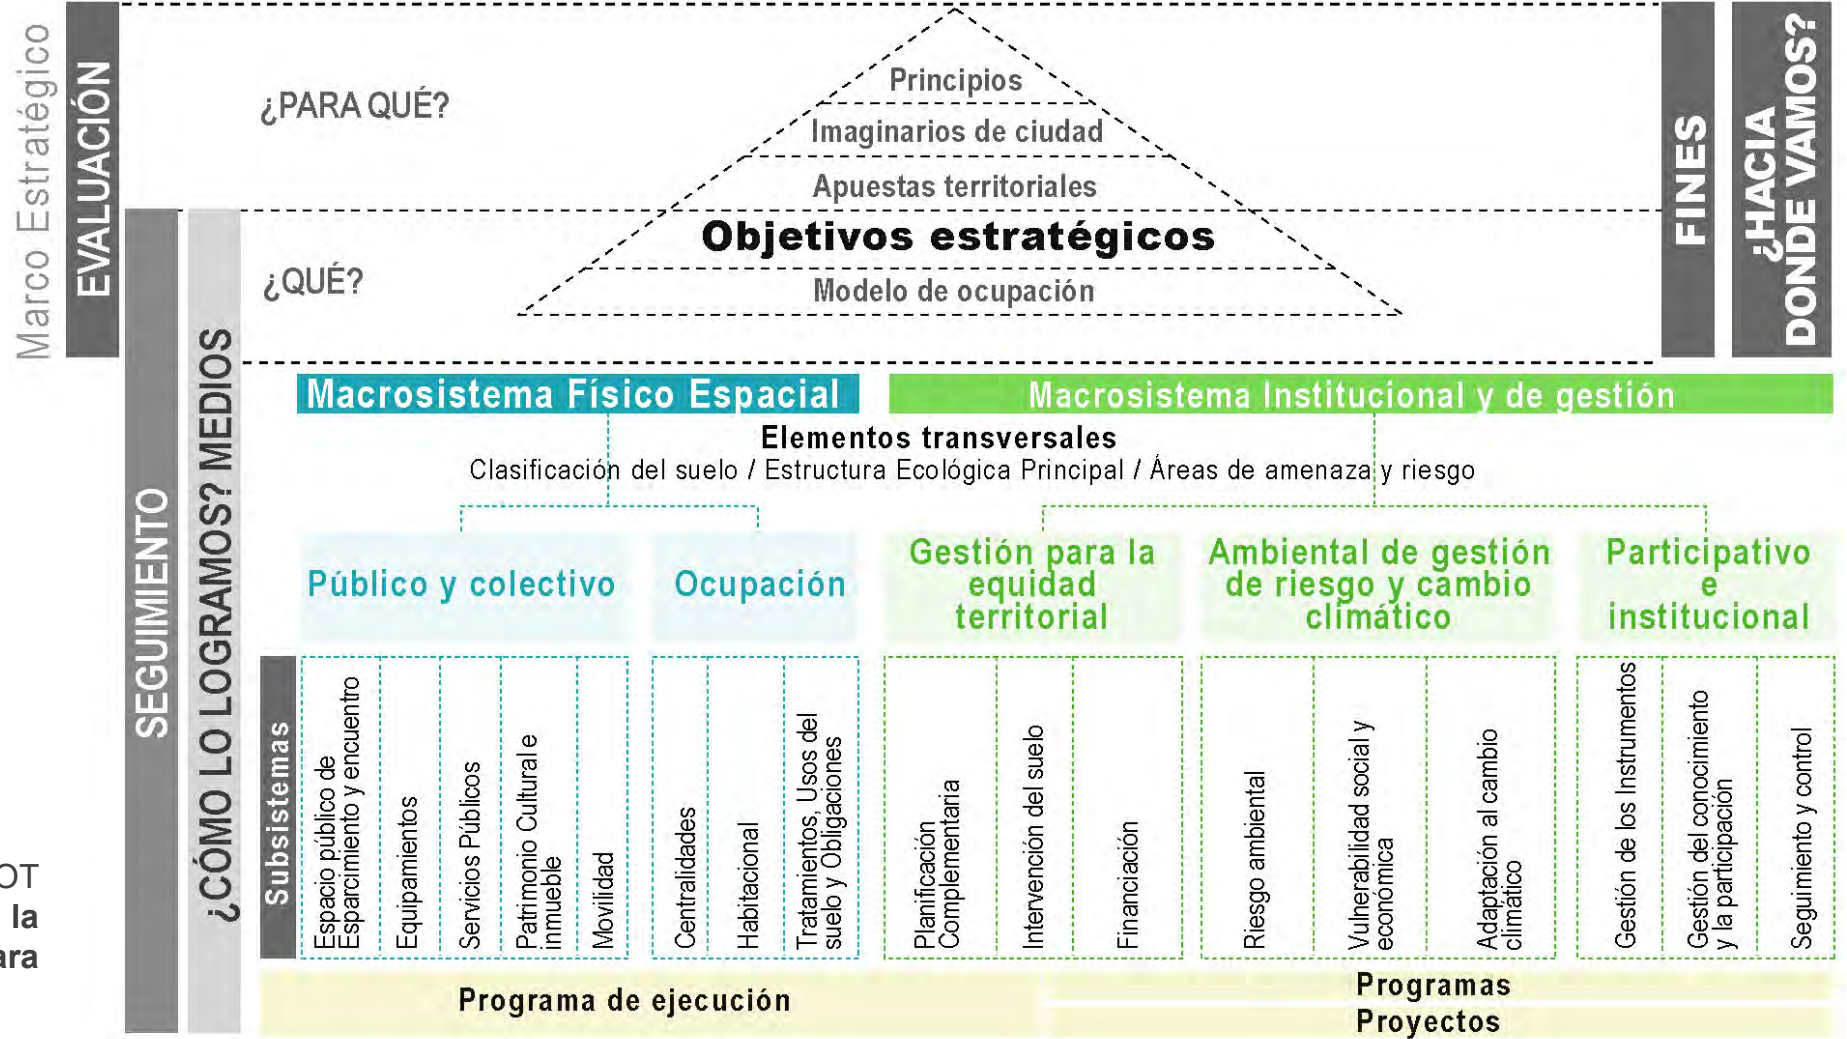 Marco Estratégico
EVALUACIÓN
¿PARA QUÉ?
Principios
Imaginarios de ciudad
Apuestas territoriales
FINES
¿HACIA
DONDE VAMOS?
SEGUIMIENTO
¿CÓMO LO LOGRAMOS? MEDIOS
¿QUÉ?
Objetivos estratégicos
Modelo de ocupación
Macrosistema Físico Espacial
Macrosistema Institucional y de gestión
Elementos transversales
Clasificación del suelo / Estructura Ecológica Principal / Áreas de amenaza y riesgo
Público y colectivo
Ocupación
Gestión para la
equidad
territorial
Ambiental de gestión
de riesgo y cambio
climático
Participativo
e
institucional
Subsistemas
Espacio público de
Esparcimiento y encuentro
Equipamientos
Servicios Públicos
Patrimonio Cultural e
inmueble
Movilidad
Centralidades
Habitacional
Tratamientos, Usos del
suelo y Obligaciones
Planificación
Complementaria
Intervención del suelo
Financiación
Riesgo ambiental
Vulnerabilidad social y
económica
Adaptación al cambio
climático
Gestión de los Instrumentos
Gestión del conocimiento
y la participación
Seguimiento y control
OT
la
ara
Programa de ejecución
Programas
Proyectos